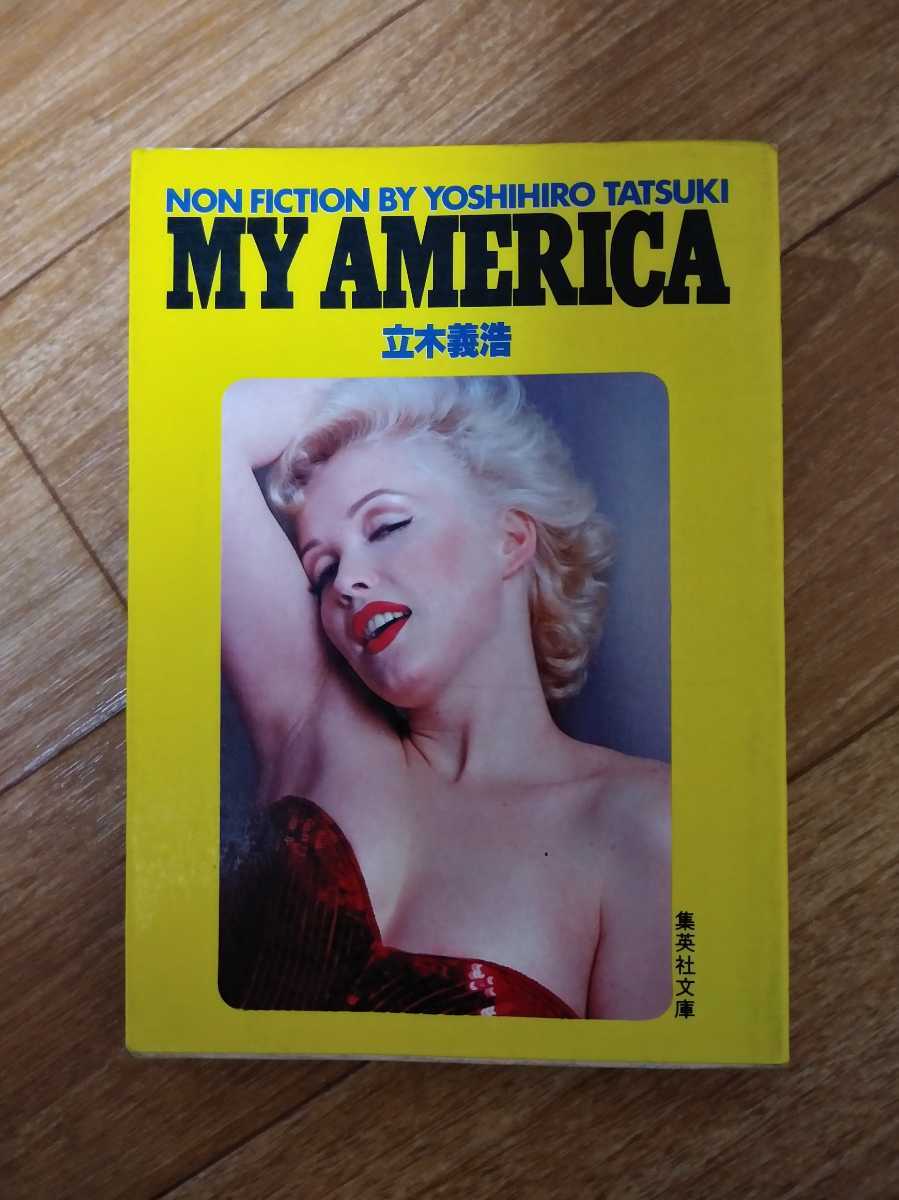 NON FICTION BY YOSHIHIRO TATSUKI
MY AMERICA
立木義浩
集英社文庫